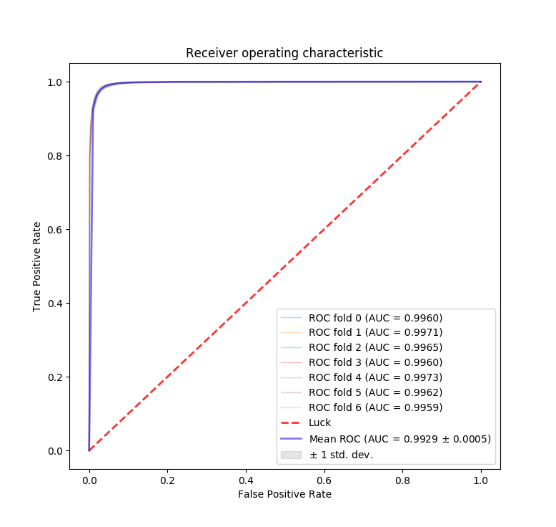 Receiver operating characteristic
1.0
0.8
0.6
0.4
0.2
0.0
True Positive Rate
ROC fold 0 (AUC = 0.9960)
ROC fold 1 (AUC = 0.9971)
ROC fold 2 (AUC = 0.9965)
ROC fold 3 (AUC = 0.9960)
ROC fold 4 (AUC = 0.9973)
ROC fold 5 (AUC = 0.9962)
ROC fold 6 (AUC = 0.9959)
Luck
Mean ROC (AUC = 0.9929 ± 0.0005)
± 1 std. dev.
0.0 0.2 0.4 0.6 0.8 1.0
False Positive Rate